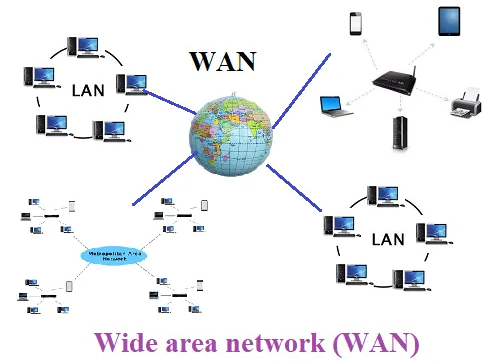 WAN
LAN
Metropolitan Area
Network
LAN
Wide area network (WAN)